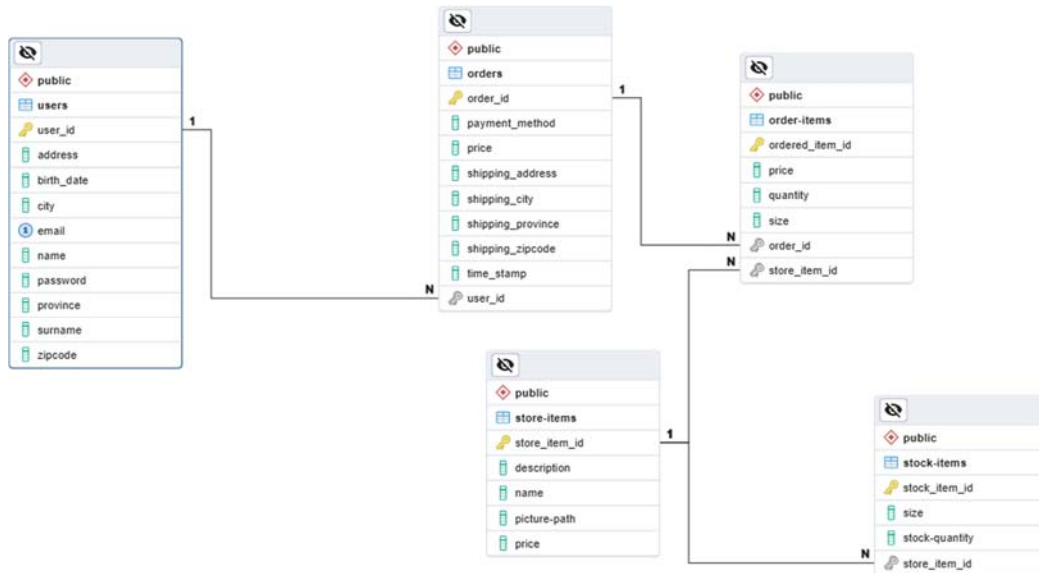 public
users
user_id
address
birth_date
city
email
name
password
province
surname
zipcode
1
N
public
orders
order_id
payment_method
price
shipping_address
shipping_city
shipping_province
shipping_zipcode
time_stamp
user_id
1
N
public
order-items
ordered_item_id
price
quantity
size
order_id
store_item_id
N
public
store-items
store_item_id
description
name
picture-path
price
1
N
public
stock-items
stock_item_id
size
stock-quantity
store_item_id